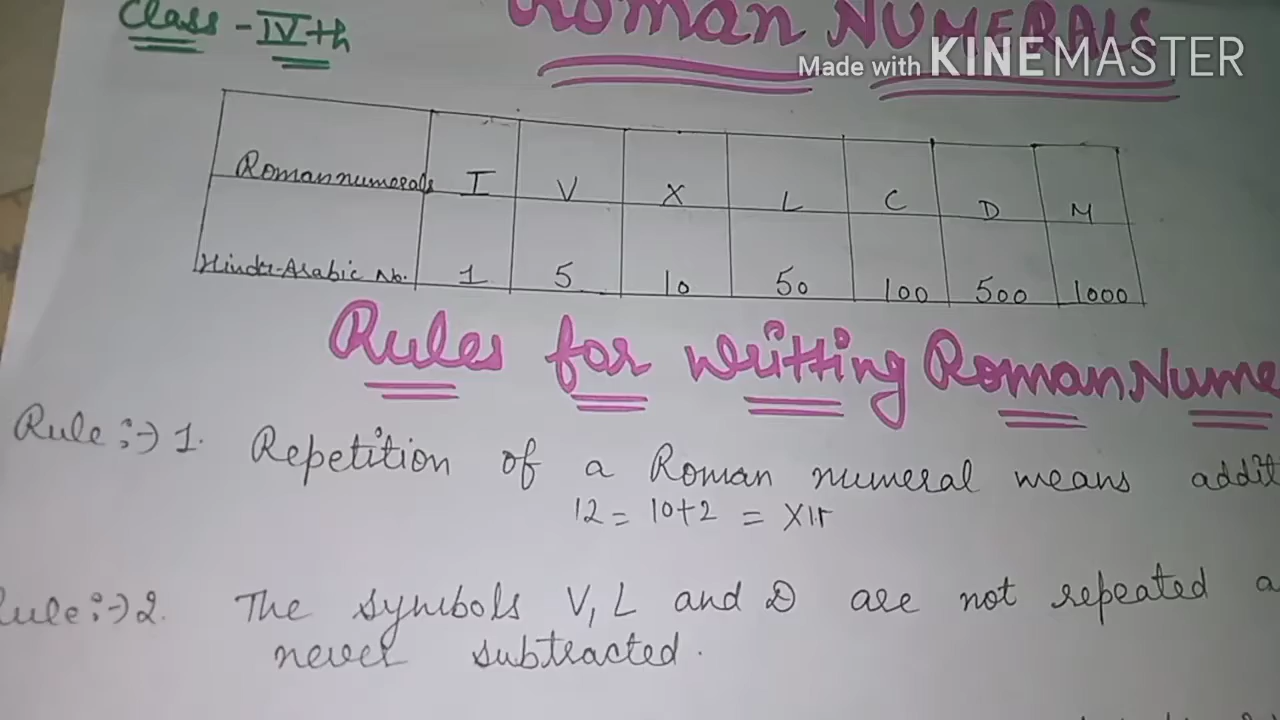 Class - IVth
ROMAN NUMERALS
Made with KINEMASTER
Roman numerals I V X L C D M
Hindu-Arabic No. 1 5 10 50 100 500 1000
Rules for Writting Roman Nume
Rule :-) 1. Repetition of a Roman numeral means addit
12 = 10+2 = XII
Rule :-) 2. The symbols V, L and D are not repeated a
never subtracted.